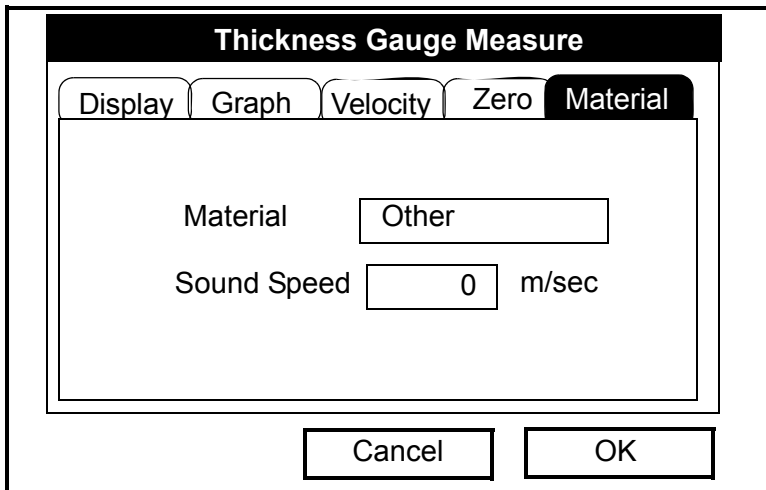 Thickness Gauge Measure
Display Graph Velocity Zero Material
Material Other
Sound Speed 0 m/sec
Cancel OK